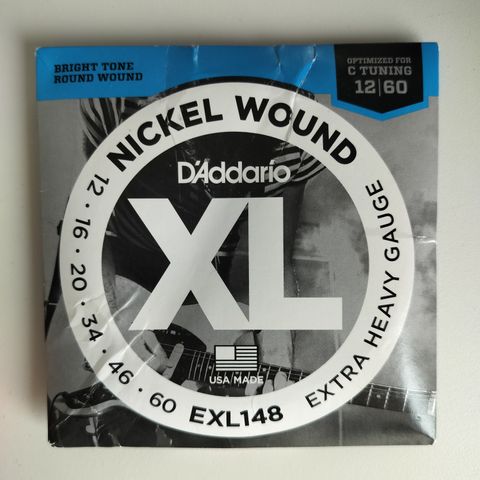 BRIGHT TONE
ROUND WOUND
OPTIMIZED FOR
C TUNING
12|60
NICKEL WOUND
D'Addario
XL
12 • 16 • 20 • 34 • 46 • 60
EXL148
EXTRA HEAVY GAUGE
USA MADE